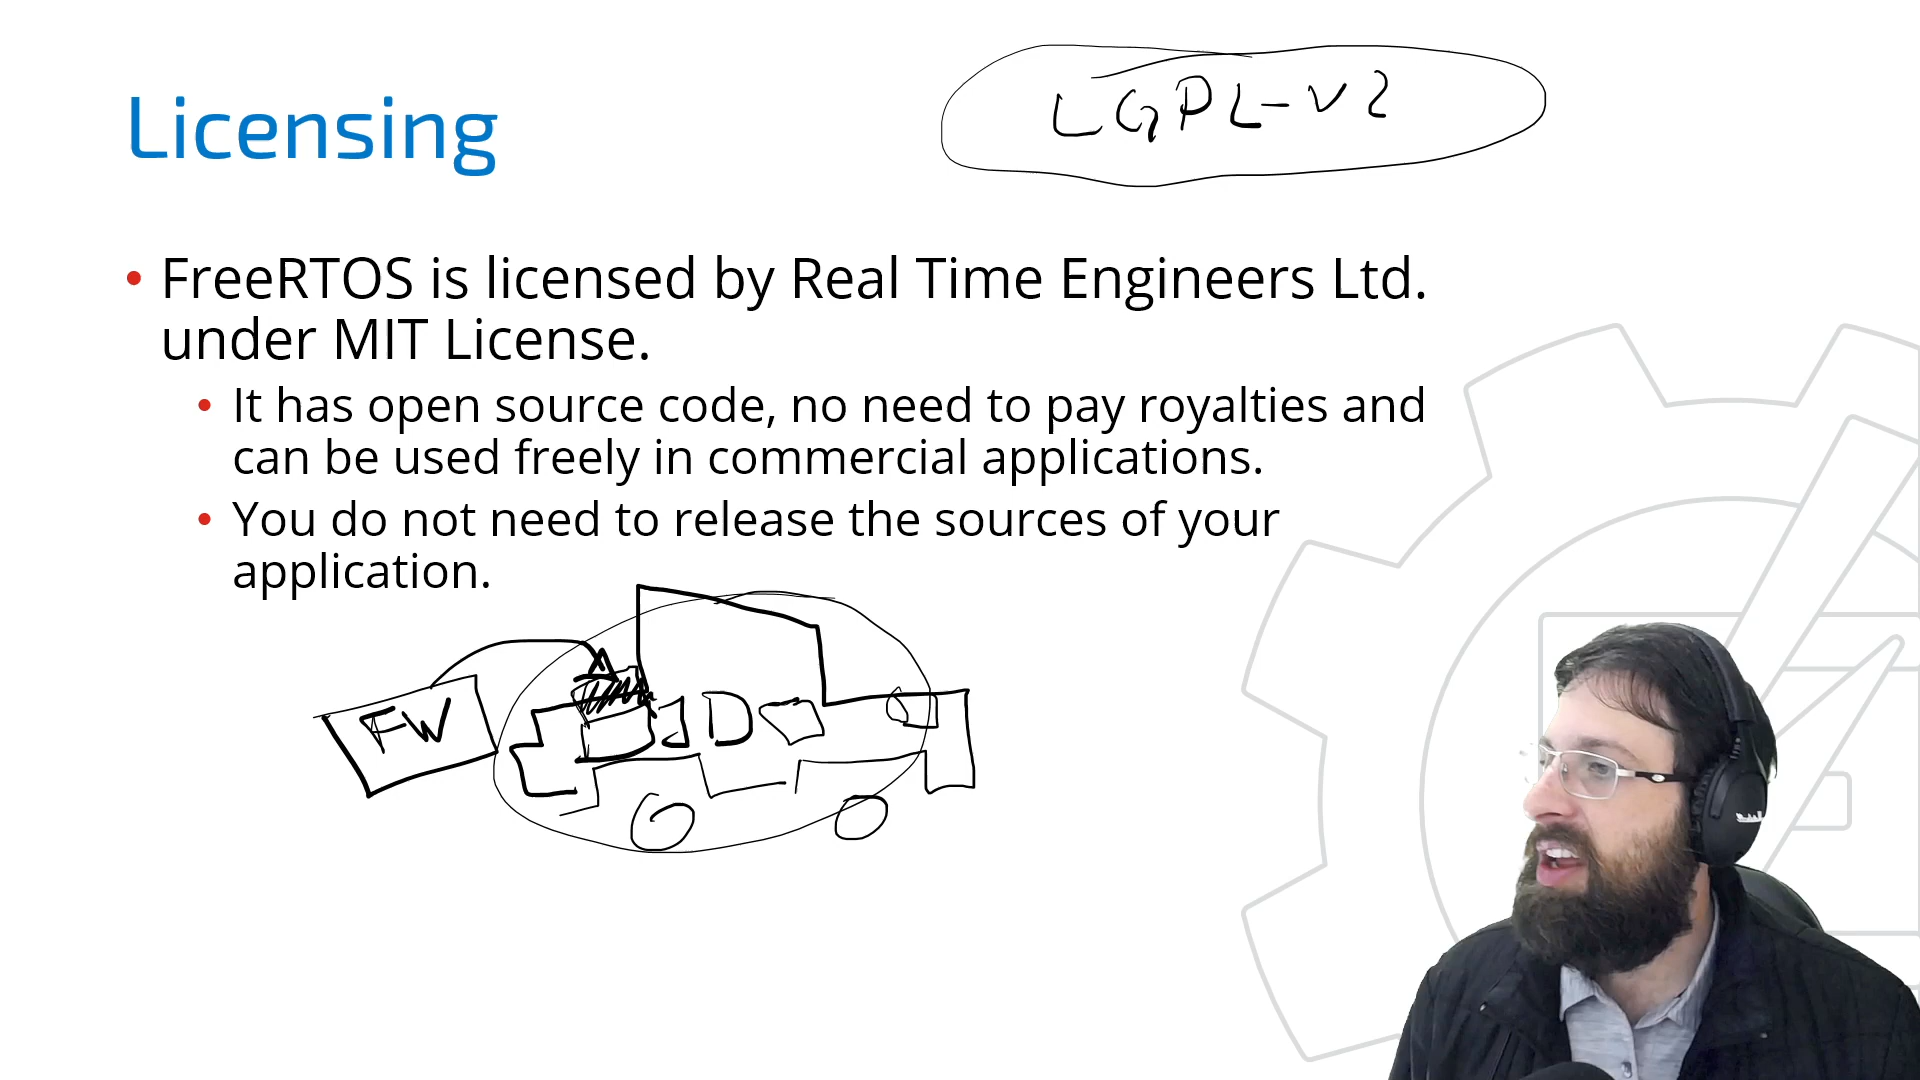 LGPL-v2
Licensing
• FreeRTOS is licensed by Real Time Engineers Ltd.
under MIT License.
• It has open source code, no need to pay royalties and
can be used freely in commercial applications.
• You do not need to release the sources of your
application.
FW